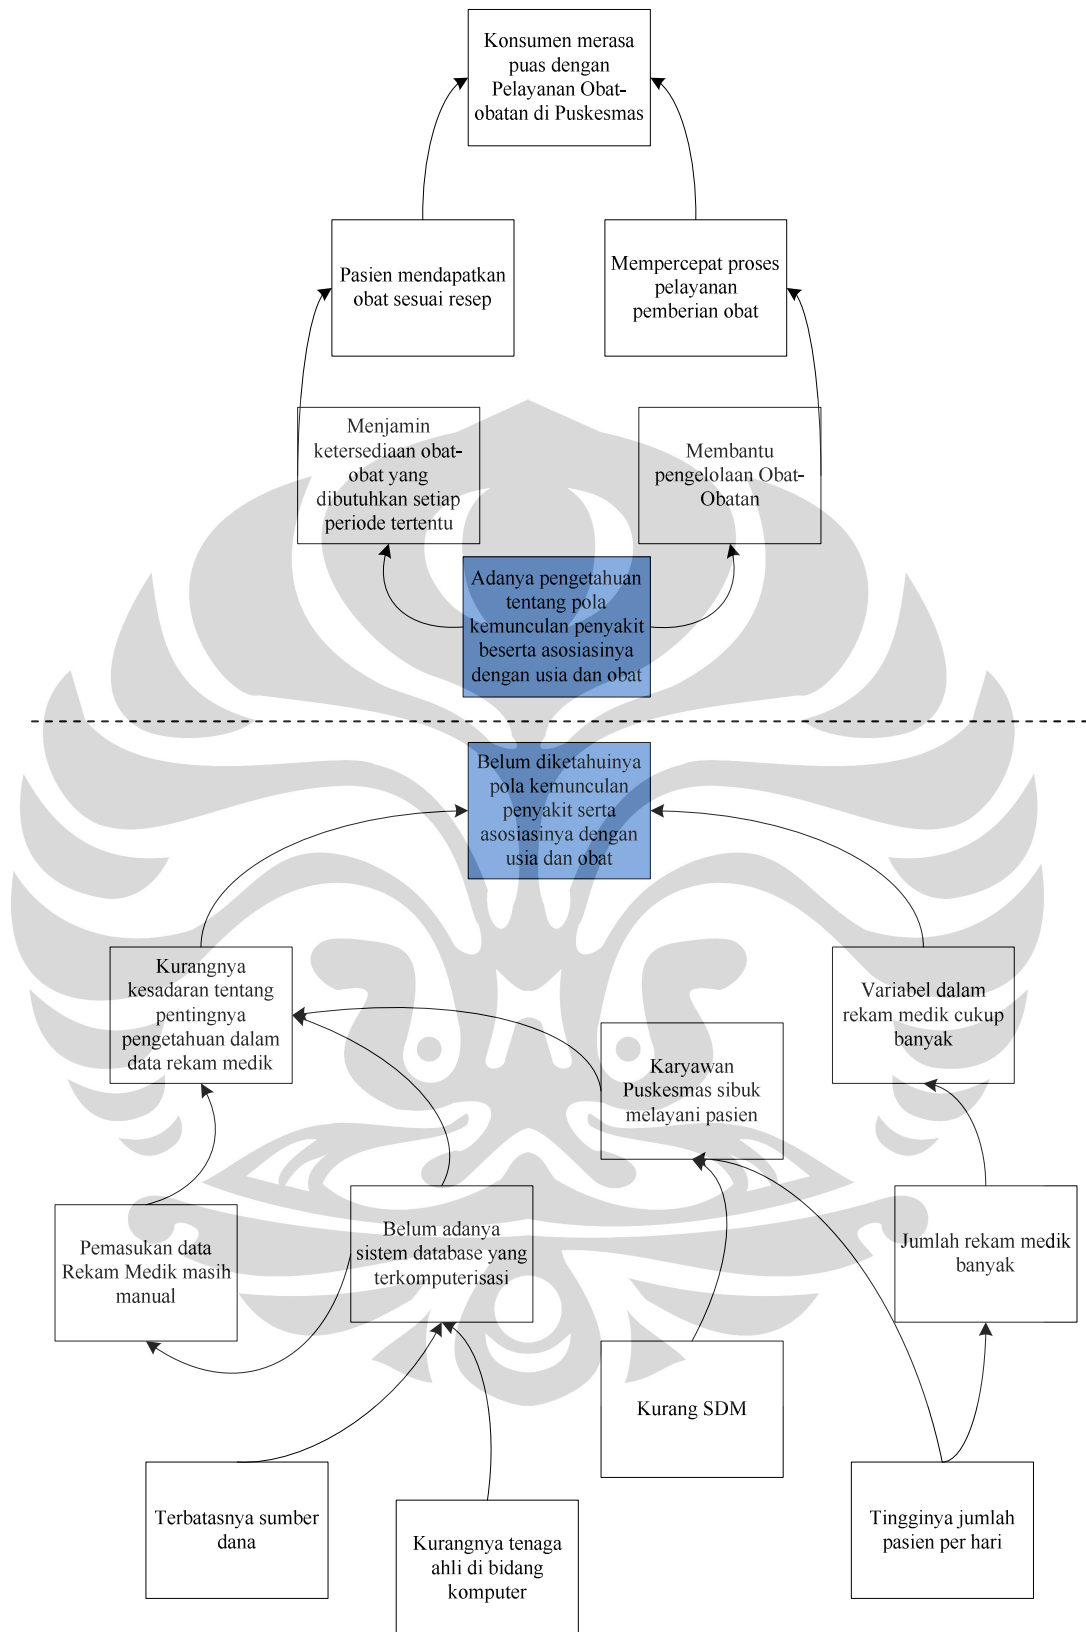 Konsumen merasa
puas dengan
Pelayanan Obat-
obatan di Puskesmas
Pasien mendapatkan
obat sesuai resep
Mempercepat proses
pelayanan
pemberian obat
Menjamin
ketersediaan obat-
obat yang
dibutuhkan setiap
periode tertentu
Membantu
pengelolaan Obat-
Obatan
Adanya pengetahuan
tentang pola
kemunculan penyakit
beserta asosiasinya
dengan usia dan obat
Belum diketahuinya
pola kemunculan
penyakit serta
asosiasinya dengan
usia dan obat
Kurangnya
kesadaran tentang
pentingnya
pengetahuan dalam
data rekam medik
Variabel dalam
rekam medik cukup
banyak
Karyawan
Puskesmas sibuk
melayani pasien
Pemasukan data
Rekam Medik masih
manual
Belum adanya
sistem database yang
terkomputerisasi
Jumlah rekam medik
banyak
Kurang SDM
Terbatasnya sumber
dana
Kurangnya tenaga
ahli di bidang
komputer
Tingginya jumlah
pasien per hari